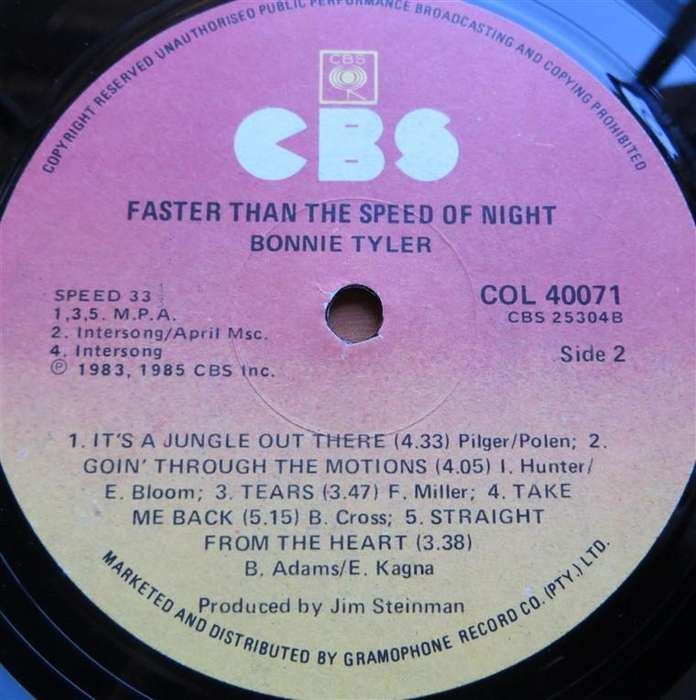 COPYRIGHT RESERVED UNAUTHORISED PUBLIC PERFORMANCE BROADCASTING AND COPYING PROHIBITED
CBS
CBS
FASTER THAN THE SPEED OF NIGHT
BONNIE TYLER
SPEED 33
1,3,5. M.P.A.
2. Intersong/April Msc.
4. Intersong
℗ 1983, 1985 CBS Inc.
COL 40071
CBS 25304B
Side 2
1. IT'S A JUNGLE OUT THERE (4.33) Pilger/Polen; 2.
GOIN' THROUGH THE MOTIONS (4.05) I. Hunter/
E. Bloom; 3. TEARS (3.47) F. Miller; 4. TAKE
ME BACK (5.15) B. Cross; 5. STRAIGHT
FROM THE HEART (3.38)
B. Adams/E. Kagna
Produced by Jim Steinman
MARKETED AND DISTRIBUTED BY GRAMOPHONE RECORD CO. (PTY.) LTD.